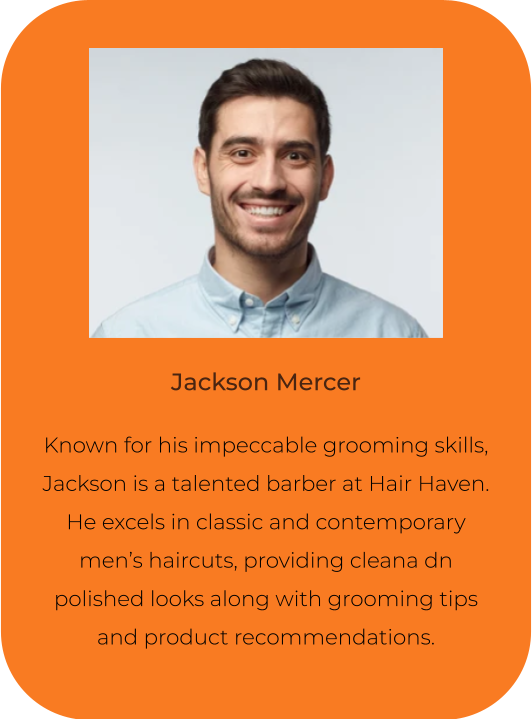 Jackson Mercer
Known for his impeccable grooming skills,
Jackson is a talented barber at Hair Haven.
He excels in classic and contemporary
men’s haircuts, providing cleana dn
polished looks along with grooming tips
and product recommendations.